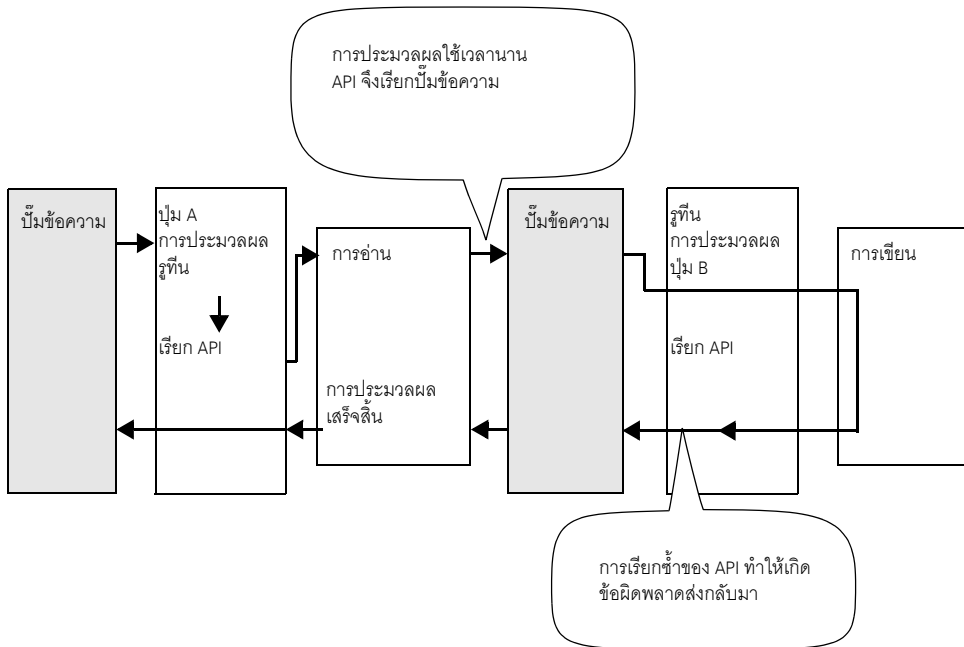 การประมวลผลใช้เวลานาน
API จึงเรียกปั๊มข้อความ
ปั๊มข้อความ
ปุ่ม A
การประมวลผล
รูทีน
เรียก API
การอ่าน
การประมวลผล
เสร็จสิ้น
ปั๊มข้อความ
รูทีน
การประมวลผล
ปุ่ม B
เรียก API
การเขียน
การเรียกซ้ำของ API ทำให้เกิด
ข้อผิดพลาดส่งกลับมา